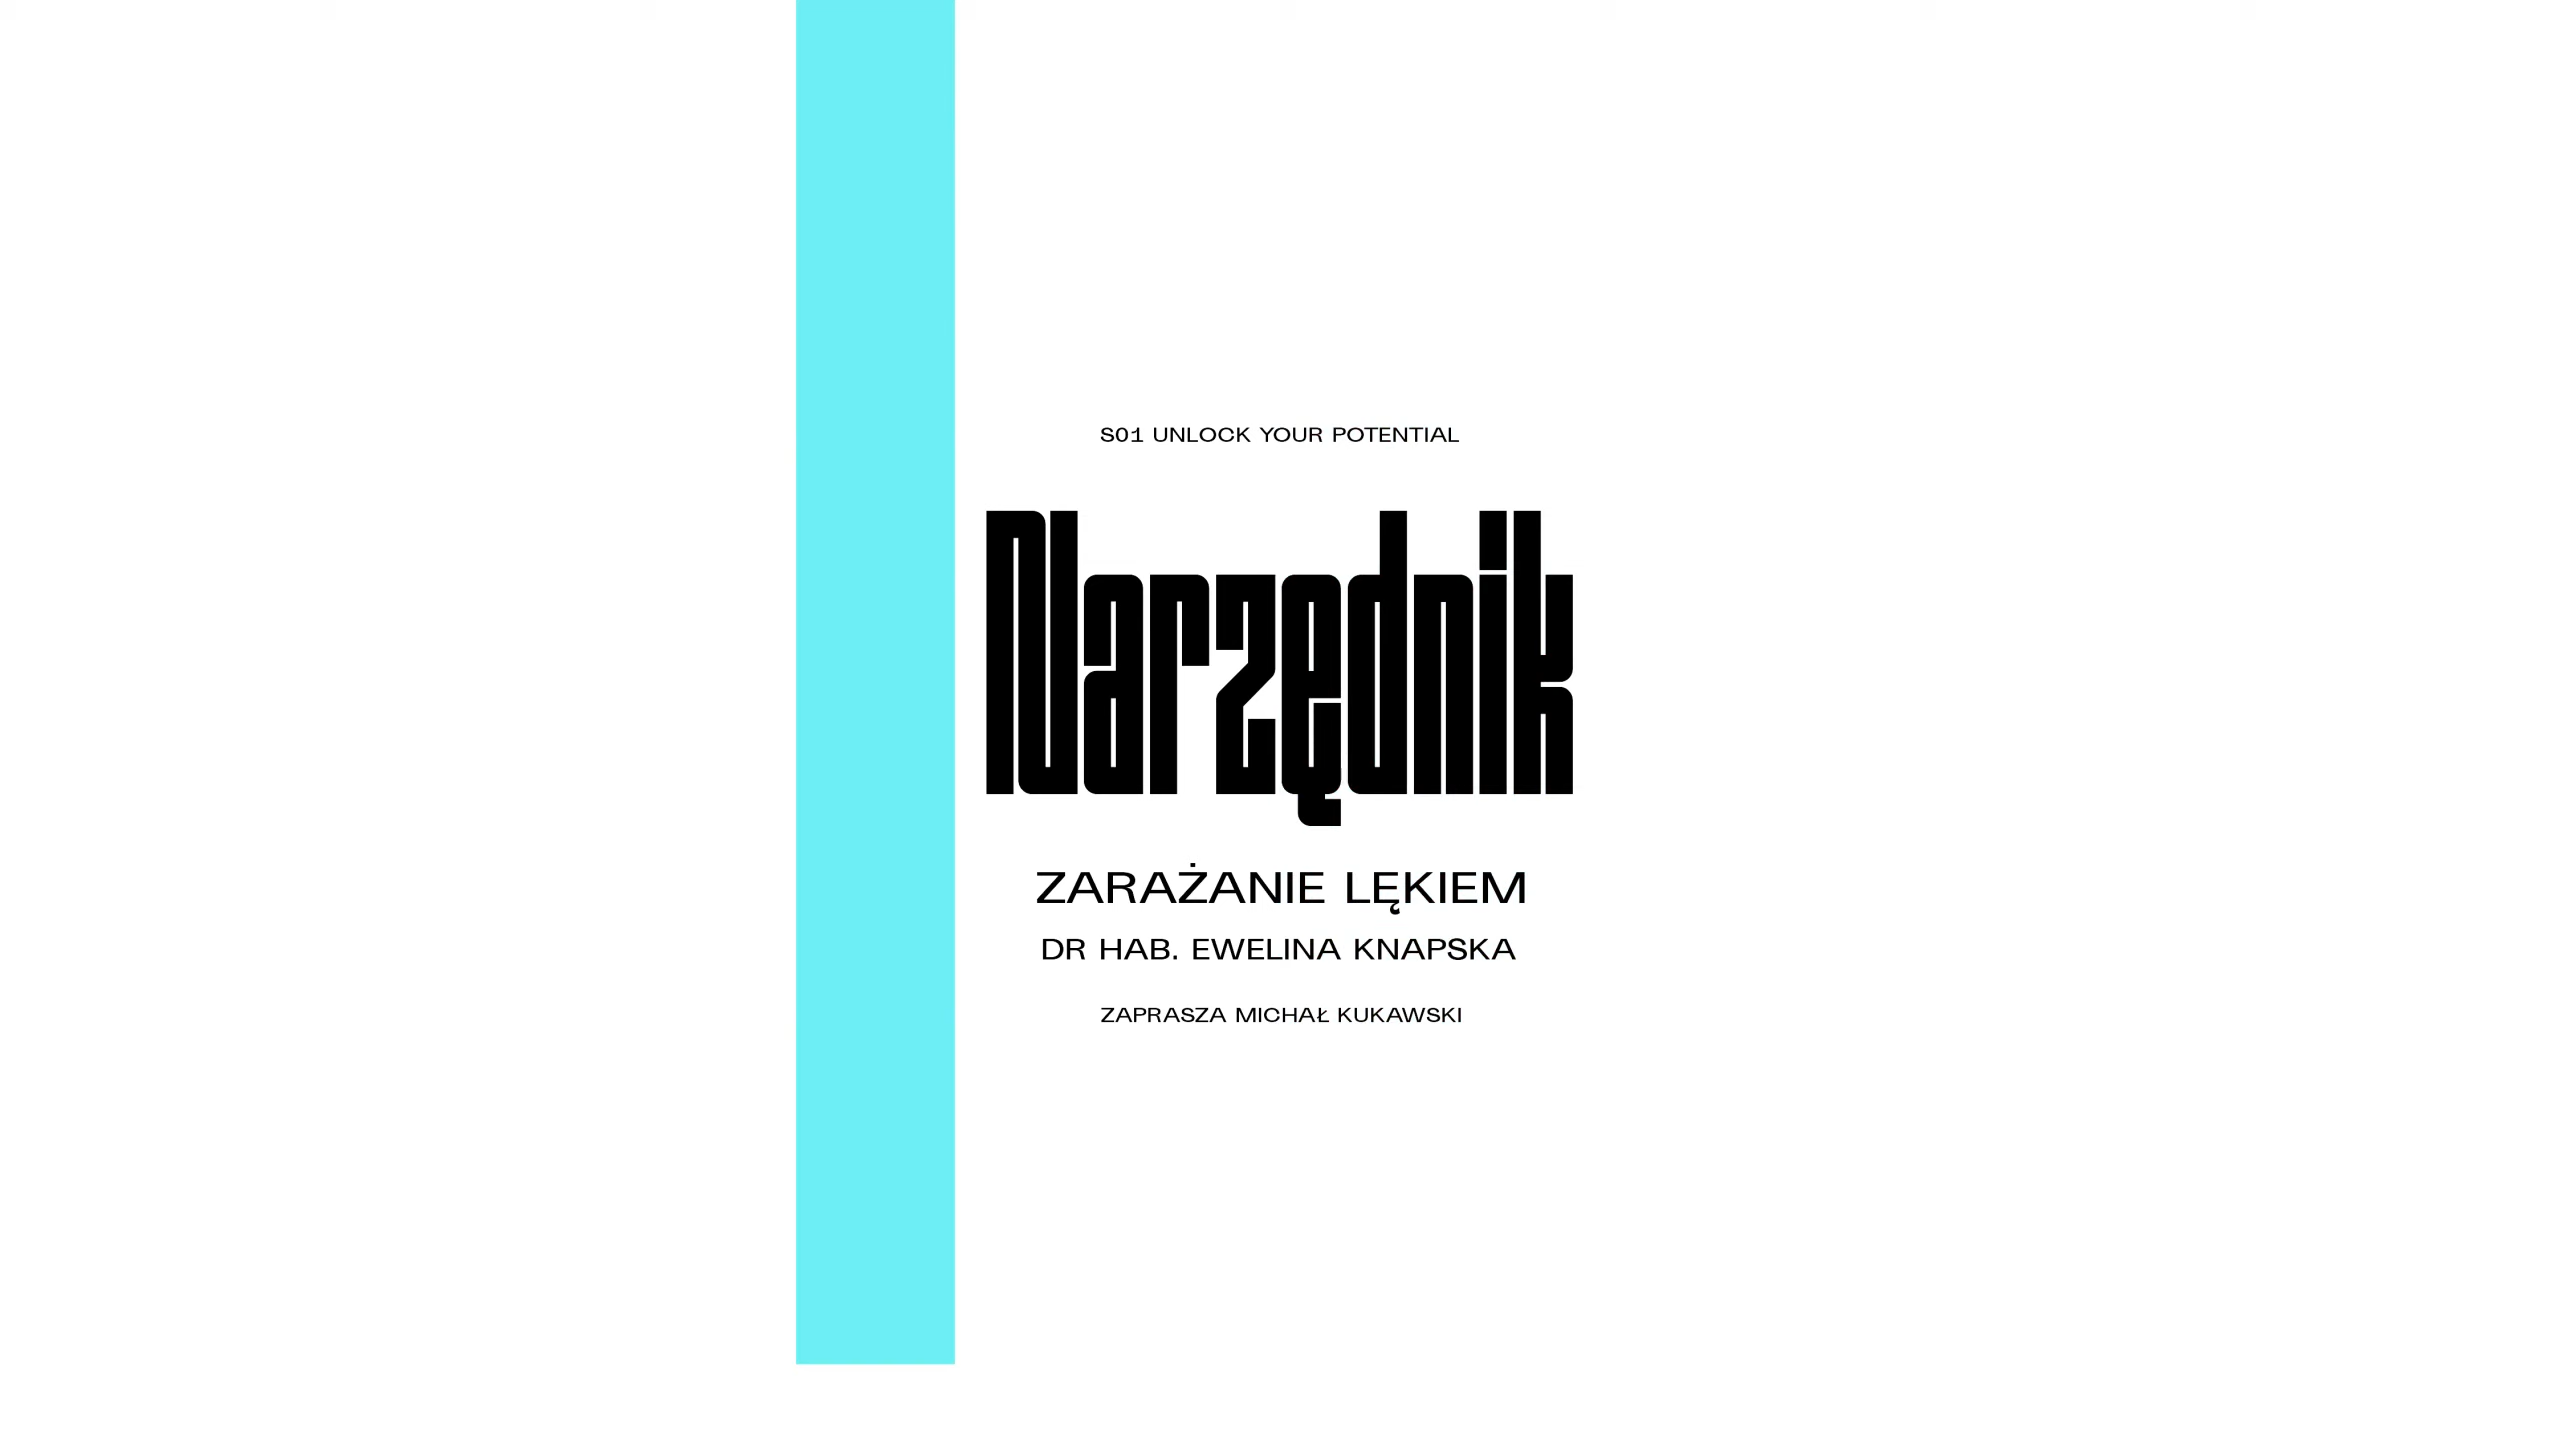 S01 UNLOCK YOUR POTENTIAL
Narzędnik
ZARAŻANIE LĘKIEM
DR HAB. EWELINA KNAPSKA
ZAPRASZA MICHAŁ KUKAWSKI